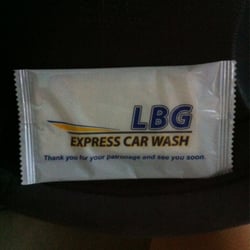 LBG
EXPRESS CAR WASH
Thank you for your patronage and see you soon.